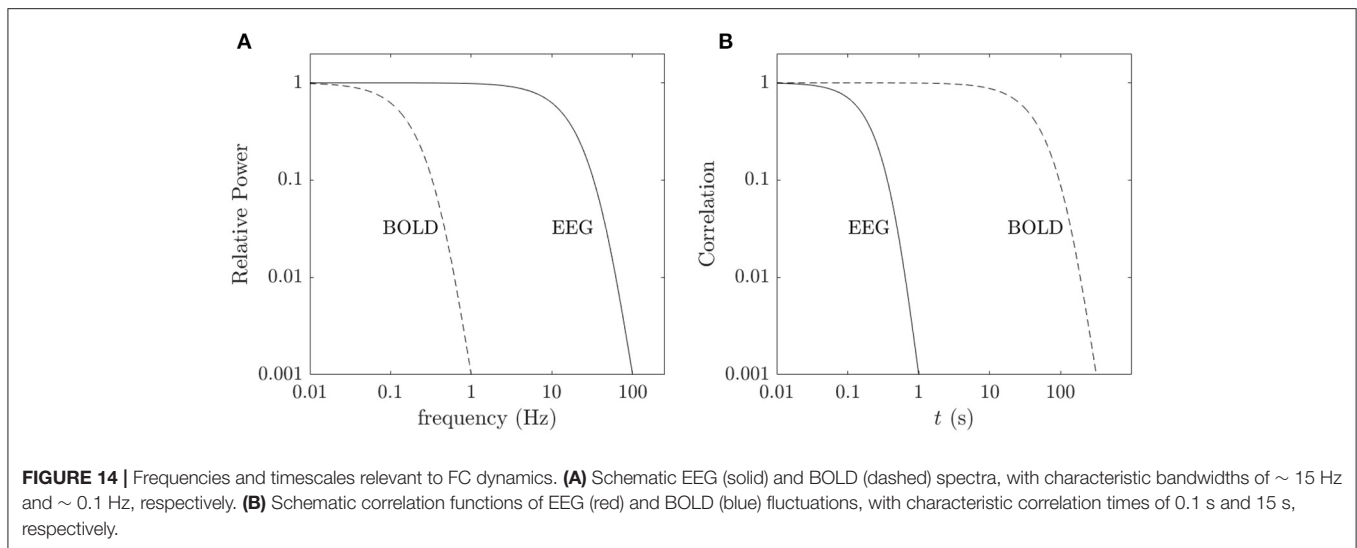 A
1
0.1
0.01
0.001
Relative Power
BOLD
EEG
0.01
0.1
1
10
100
frequency (Hz)
B
1
0.1
0.01
0.001
Correlation
EEG
BOLD
0.01
0.1
1
10
100
t (s)
FIGURE 14 | Frequencies and timescales relevant to FC dynamics. (A) Schematic EEG (solid) and BOLD (dashed) spectra, with characteristic bandwidths of ∼ 15 Hz
and ∼ 0.1 Hz, respectively. (B) Schematic correlation functions of EEG (red) and BOLD (blue) fluctuations, with characteristic correlation times of 0.1 s and 15 s,
respectively.